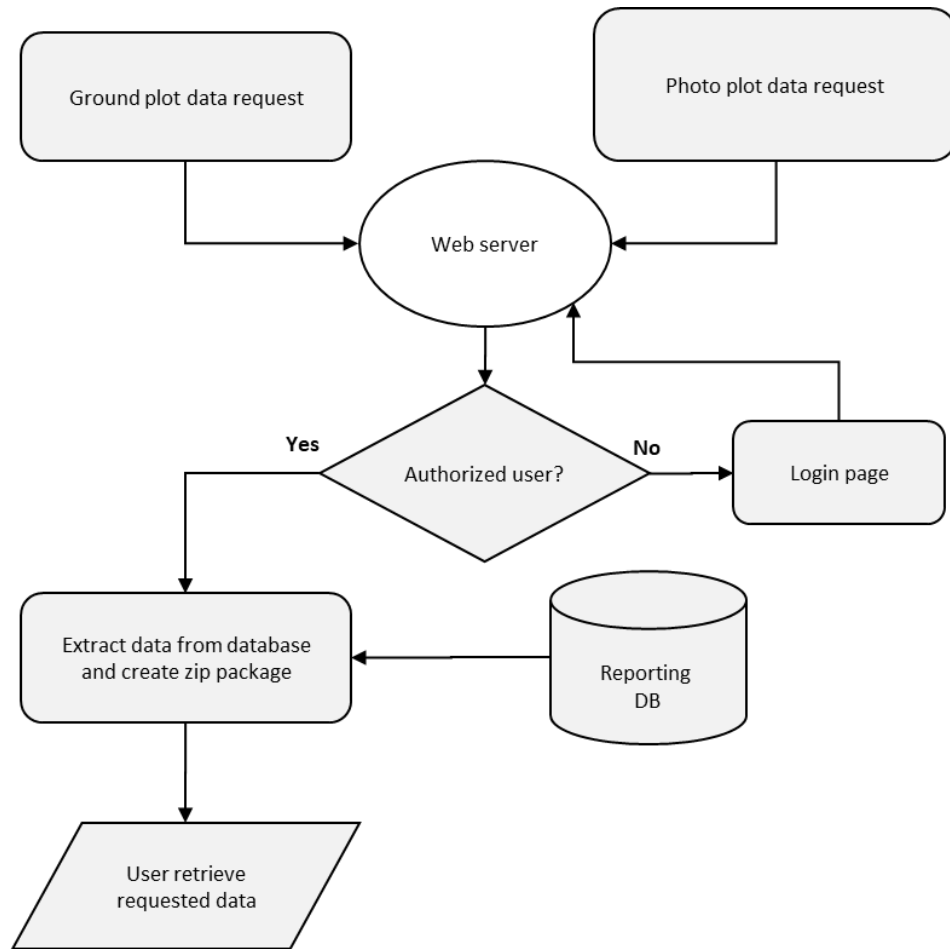 Ground plot data request
Photo plot data request
Web server
Yes
No
Authorized user?
Login page
Extract data from database
and create zip package
Reporting
DB
User retrieve
requested data